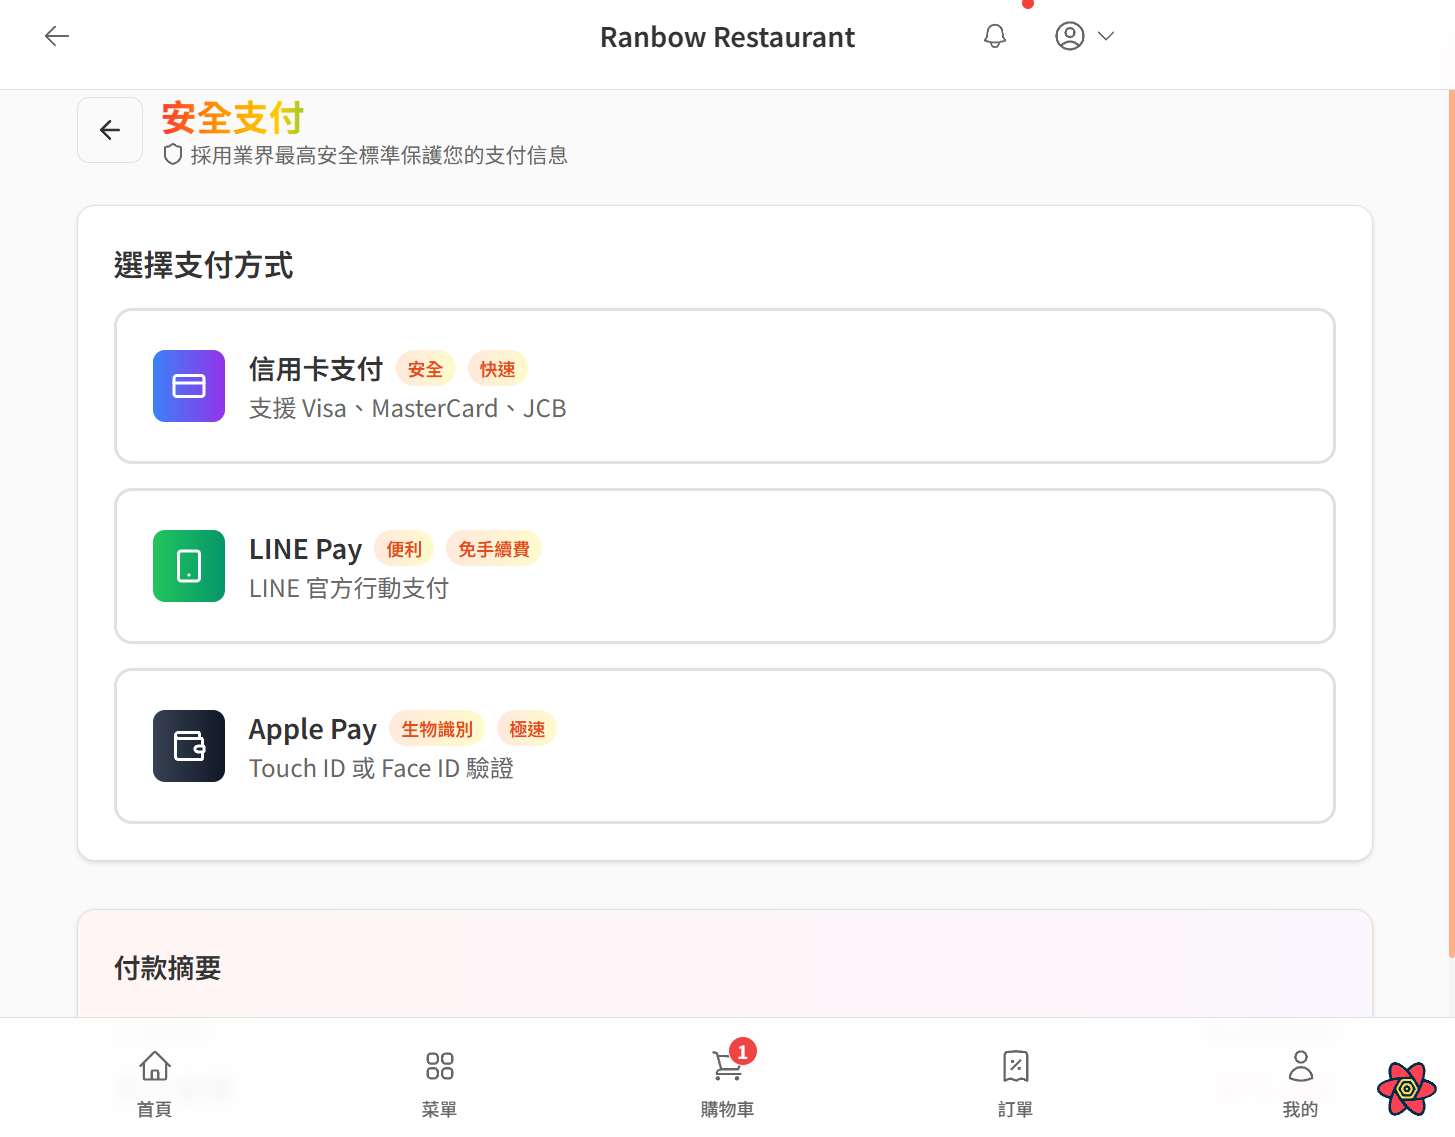 Ranbow Restaurant
安全支付
採用業界最高安全標準保護您的支付信息
選擇支付方式
信用卡支付 安全 快速
支援 Visa、MasterCard、JCB
LINE Pay 便利 免手續費
LINE 官方行動支付
Apple Pay 生物識別 極速
Touch ID 或 Face ID 驗證
付款摘要
1
首頁 菜單 購物車 訂單 我的